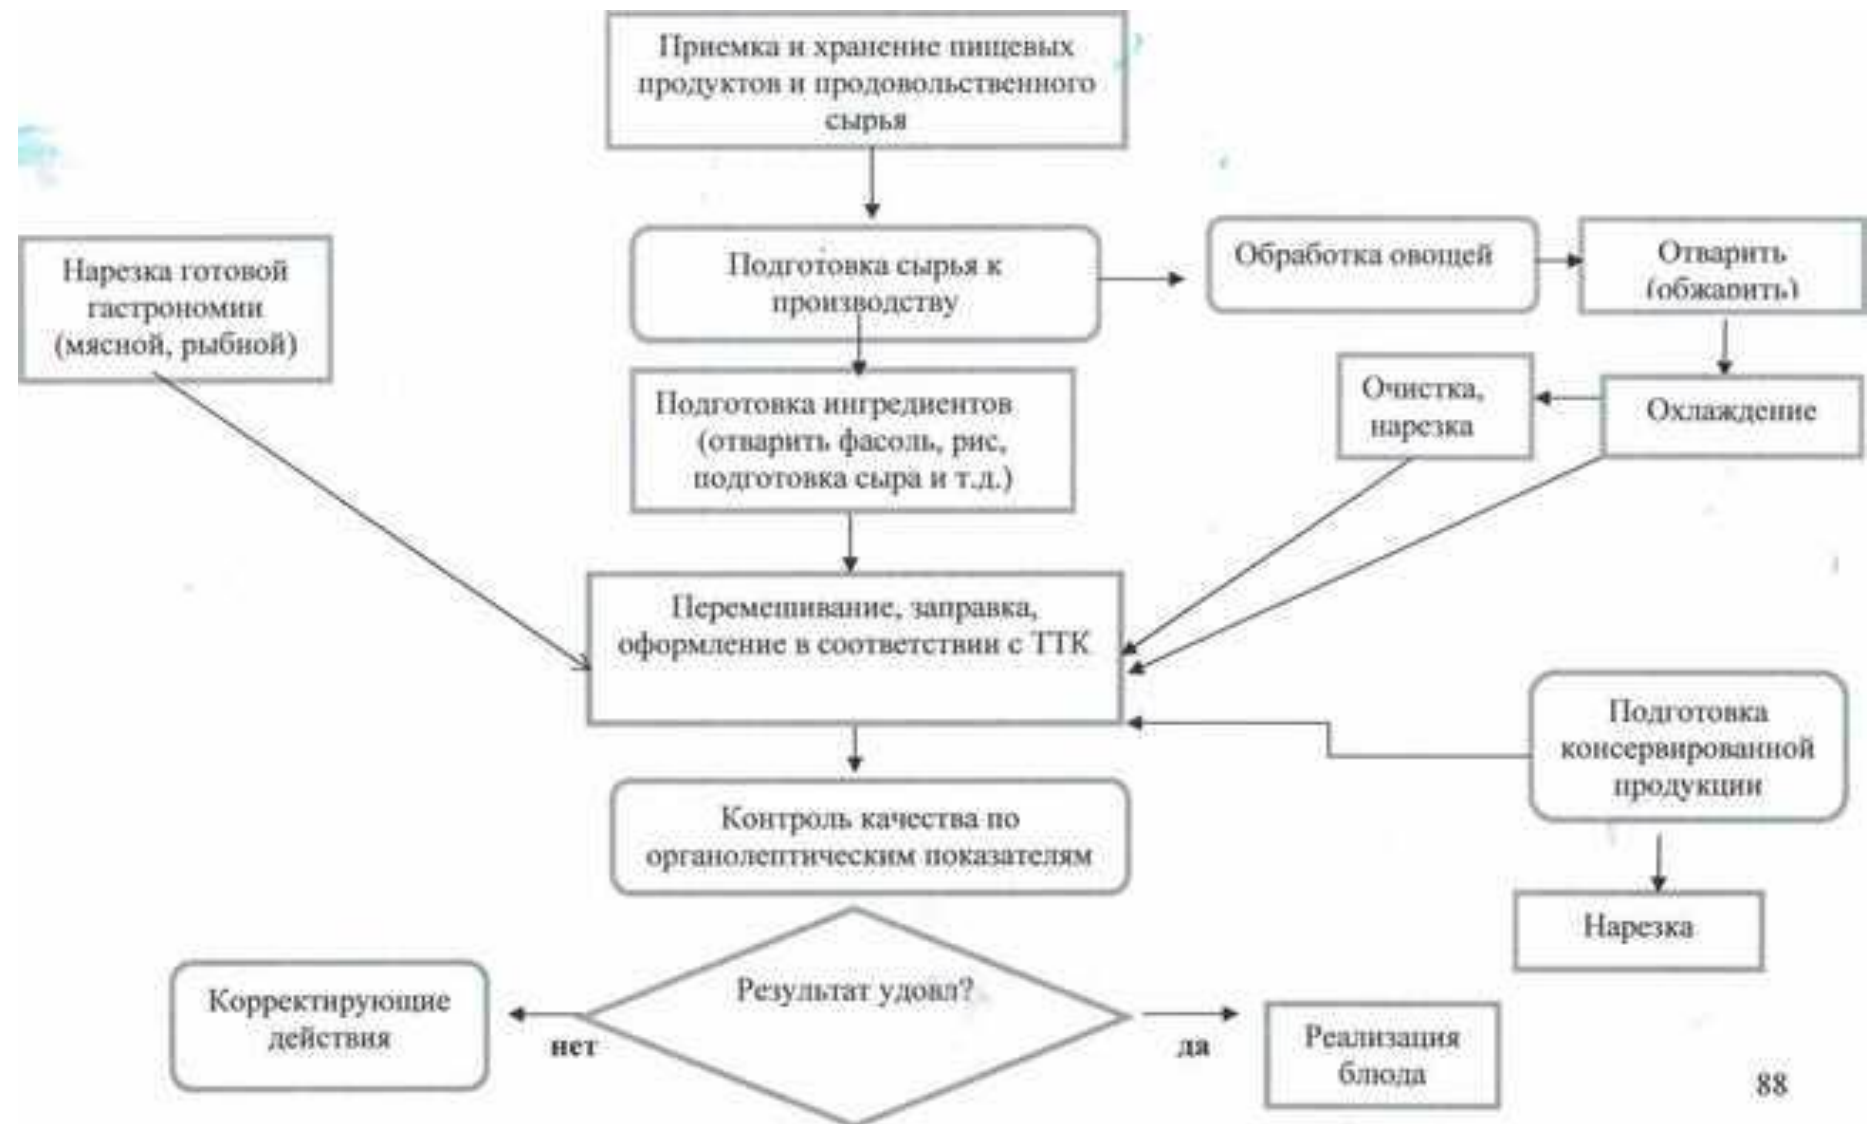 Приемка и хранение пищевых
продуктов и продовольственного
сырья
Нарезка готовой
гастрономии
(мясной, рыбной)
Подготовка сырья к
производству
Обработка овощей
Отварить
(обжарить)
Подготовка ингредиентов
(отварить фасоль, рис,
подготовка сыра и т.д.)
Очистка,
нарезка
Охлаждение
Перемешивание, заправка,
оформление в соответствии с ТТК
Подготовка
консервированной
продукции
Контроль качества по
органолептическим показателям
Нарезка
Результат удовл?
Корректирующие
действия
нет
да
Реализация
блюда
88